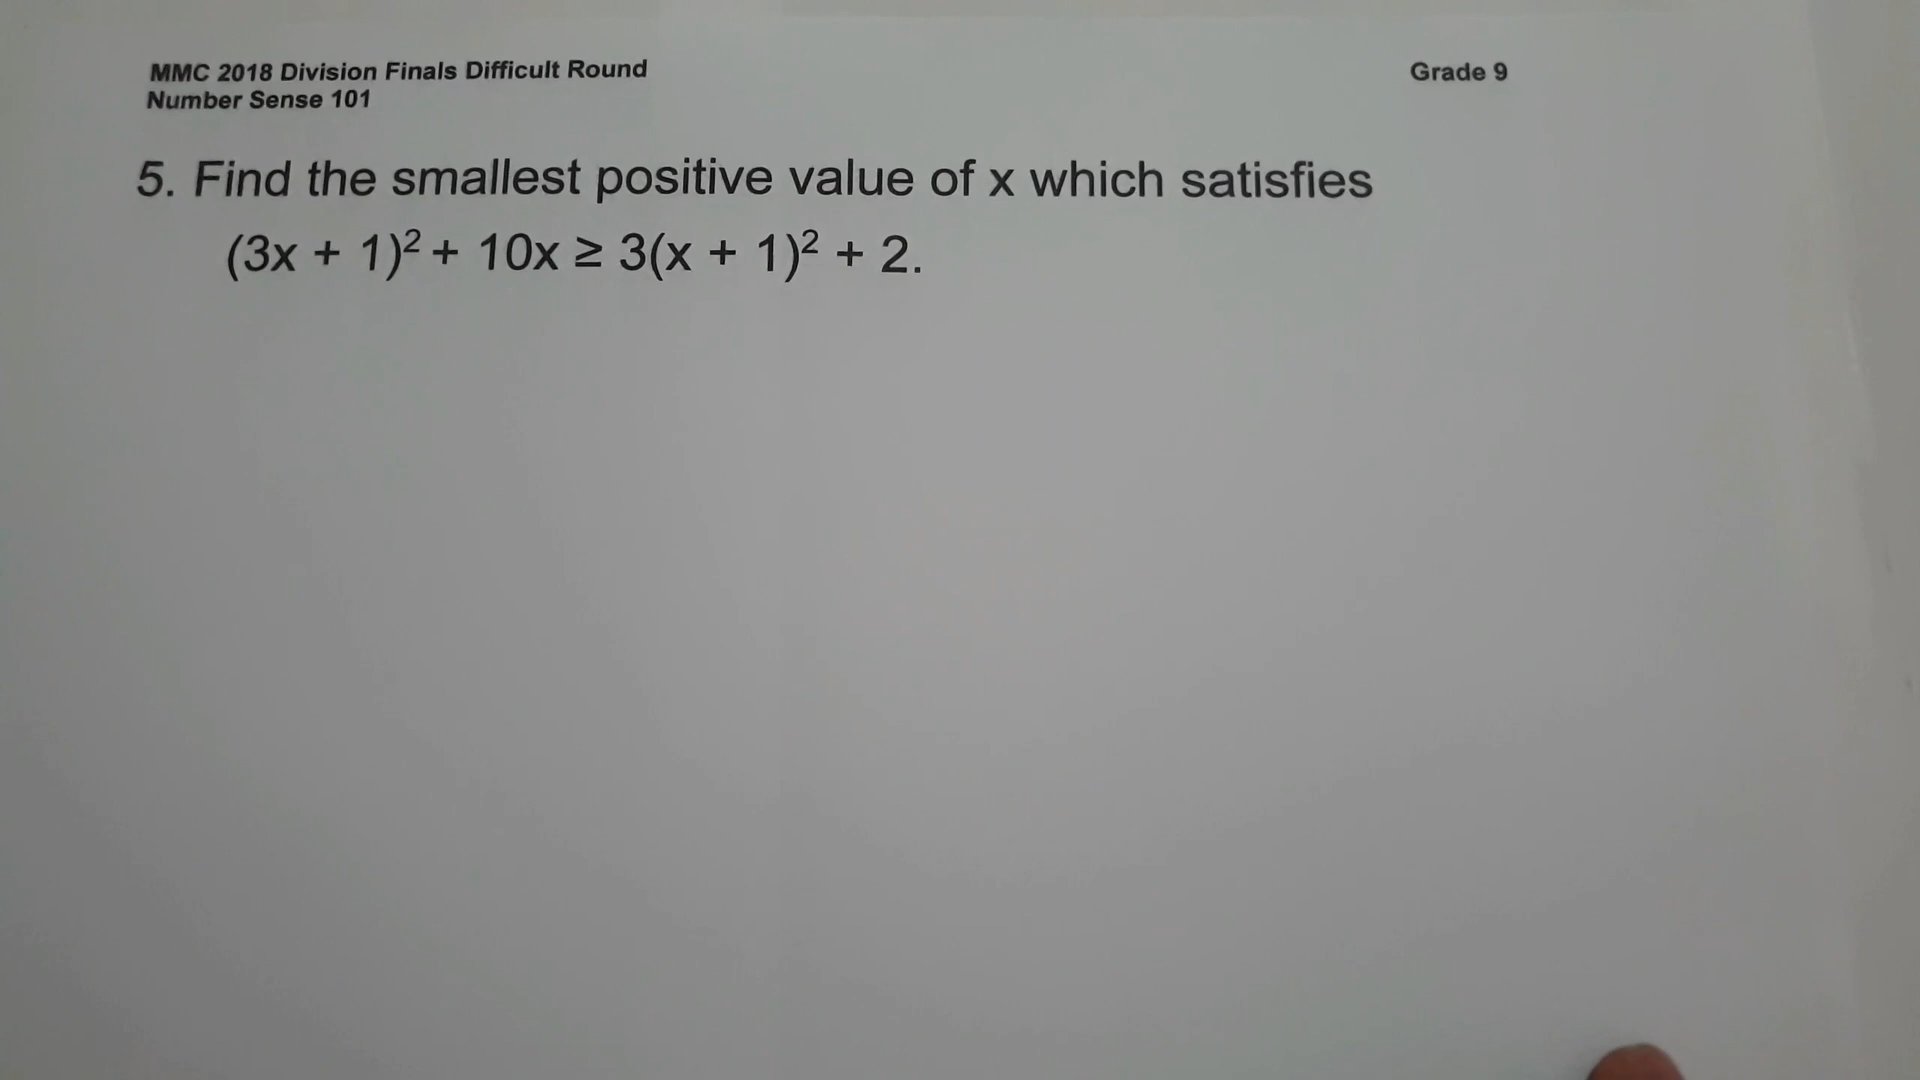 MMC 2018 Division Finals Difficult Round
Number Sense 101
Grade 9
5. Find the smallest positive value of x which satisfies
(3x + 1)² + 10x ≥ 3(x + 1)² + 2.